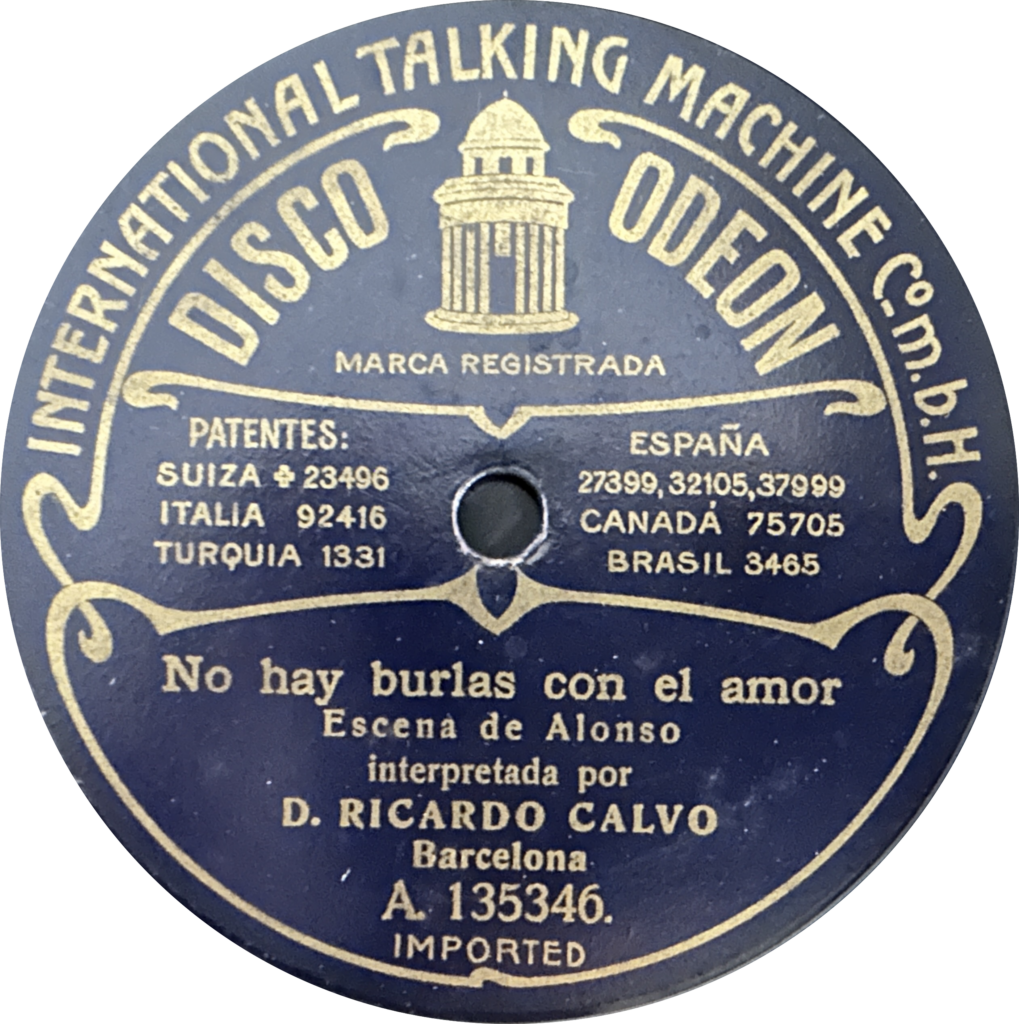 INTERNATIONAL TALKING MACHINE Co.m.b.H.
DISCO ODEON
MARCA REGISTRADA
PATENTES:
SUIZA ✚ 23496
ITALIA 92416
TURQUIA 1331
ESPAÑA
27399, 32105, 37999
CANADÁ 75705
BRASIL 3465
No hay burlas con el amor
Escena de Alonso
interpretada por
D. RICARDO CALVO
Barcelona
A. 135346.
IMPORTED